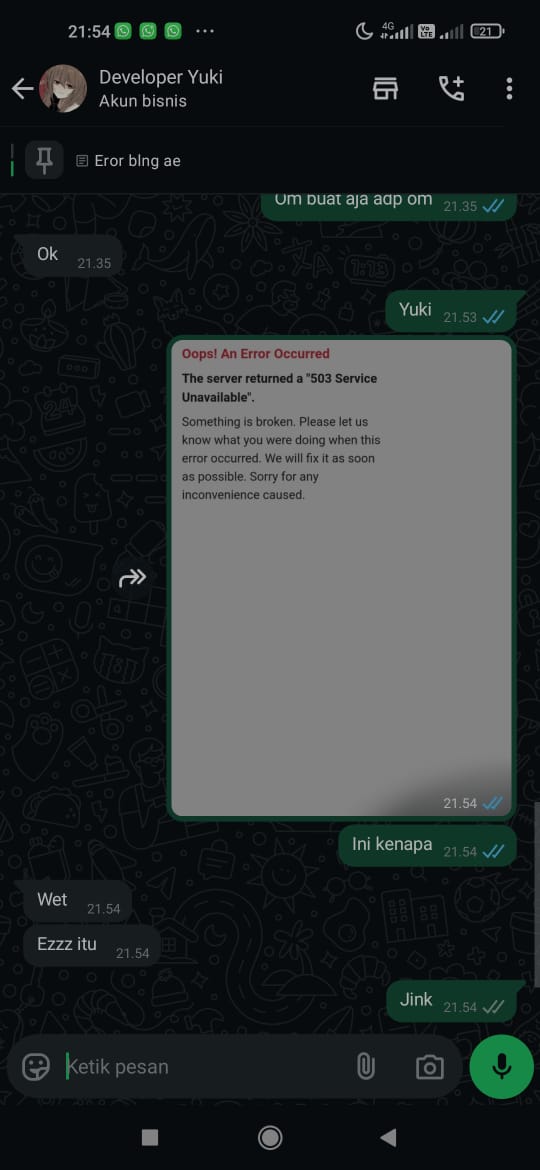 21:54
4G
Vo
LTE
21
Developer Yuki
Akun bisnis
Eror blng ae
Om buat aja adp om 21.35
Ok 21.35
Yuki 21.53
Oops! An Error Occurred
The server returned a "503 Service
Unavailable".
Something is broken. Please let us
know what you were doing when this
error occurred. We will fix it as soon
as possible. Sorry for any
inconvenience caused.
21.54
Ini kenapa 21.54
Wet 21.54
Ezzz itu 21.54
Jink 21.54
Ketik pesan